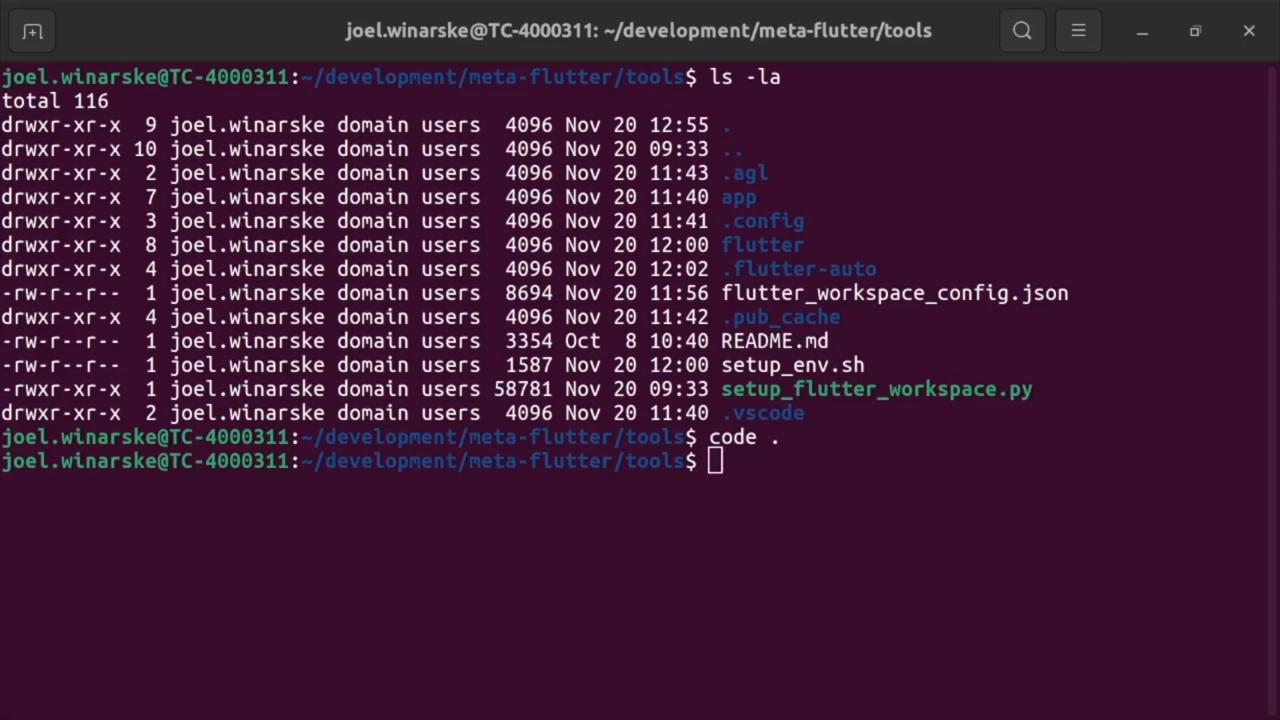 joel.winarske@TC-4000311: ~/development/meta-flutter/tools
joel.winarske@TC-4000311:~/development/meta-flutter/tools$ ls -la
total 116
drwxr-xr-x  9 joel.winarske domain users  4096 Nov 20 12:55 .
drwxr-xr-x 10 joel.winarske domain users  4096 Nov 20 09:33 ..
drwxr-xr-x  2 joel.winarske domain users  4096 Nov 20 11:43 .agl
drwxr-xr-x  7 joel.winarske domain users  4096 Nov 20 11:40 app
drwxr-xr-x  3 joel.winarske domain users  4096 Nov 20 11:41 .config
drwxr-xr-x  8 joel.winarske domain users  4096 Nov 20 12:00 flutter
drwxr-xr-x  4 joel.winarske domain users  4096 Nov 20 12:02 .flutter-auto
-rw-r--r--  1 joel.winarske domain users  8694 Nov 20 11:56 flutter_workspace_config.json
drwxr-xr-x  4 joel.winarske domain users  4096 Nov 20 11:42 .pub_cache
-rw-r--r--  1 joel.winarske domain users  3354 Oct  8 10:40 README.md
-rw-r--r--  1 joel.winarske domain users  1587 Nov 20 12:00 setup_env.sh
-rwxr-xr-x  1 joel.winarske domain users 58781 Nov 20 09:33 setup_flutter_workspace.py
drwxr-xr-x  2 joel.winarske domain users  4096 Nov 20 11:40 .vscode
joel.winarske@TC-4000311:~/development/meta-flutter/tools$ code .
joel.winarske@TC-4000311:~/development/meta-flutter/tools$